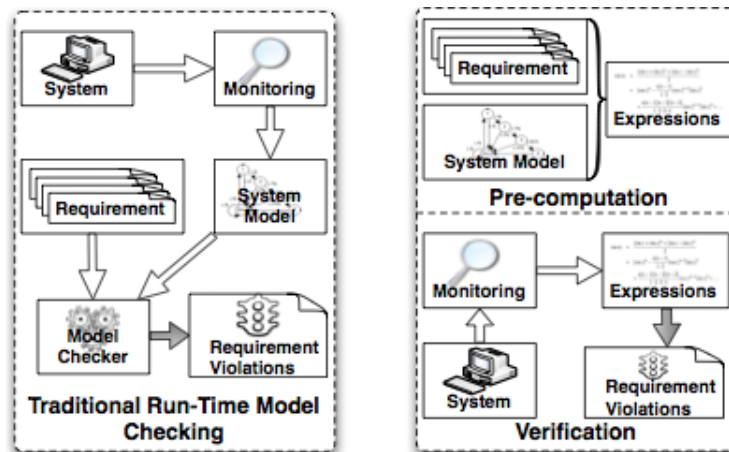 System
Monitoring
Requirement
System
Model
Model
Checker
Requirement
Violations
Traditional Run-Time Model
Checking
Requirement
System Model
Expressions
Pre-computation
Monitoring
Expressions
System
Requirement
Violations
Verification